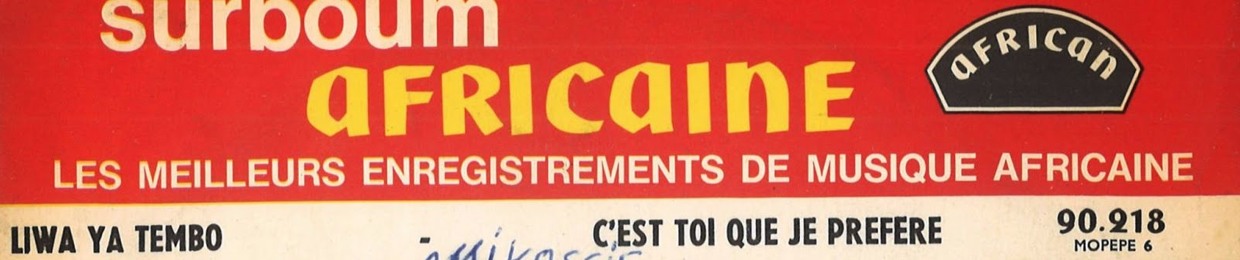 surboum
AFRICAINE
AFRICAN
LES MEILLEURS ENREGISTREMENTS DE MUSIQUE AFRICAINE
LIWA YA TEMBO - C'EST TOI QUE JE PREFERE 90.218
MOPEPE 6